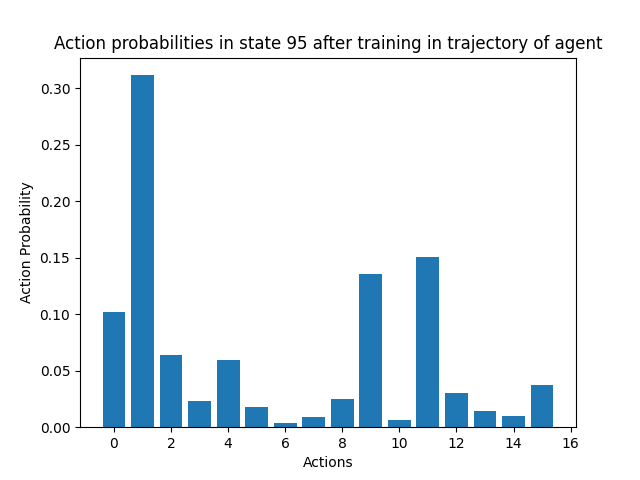 Action probabilities in state 95 after training in trajectory of agent
0.30
0.25
0.20
0.15
0.10
0.05
0.00
Action Probability
0 2 4 6 8 10 12 14 16
Actions